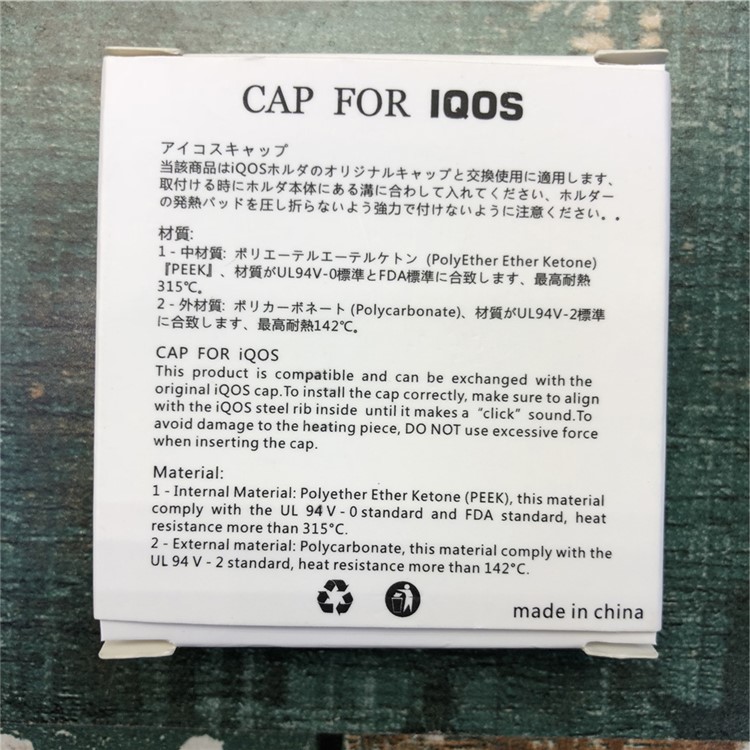 CAP FOR IQOS
アイコスキャップ
当該商品はiQOSホルダのオリジナルキャップと交換使用に適用します、
取付ける時にホルダ本体にある溝に合わして入れてください、ホルダー
の発熱パッドを圧し折らないよう強力で付けないように注意ください。.
材質:
1 - 中材質: ポリエーテルエーテルケトン (PolyEther Ether Ketone)
『PEEK』、材質がUL94V-0標準とFDA標準に合致します、最高耐熱
315℃。
2 - 外材質: ポリカーボネート (Polycarbonate)、材質がUL94V-2標準
に合致します、最高耐熱142℃。
CAP FOR iQOS
This product is compatible and can be exchanged with the
original iQOS cap.To install the cap correctly, make sure to align
with the iQOS steel rib inside until it makes a “click” sound.To
avoid damage to the heating piece, DO NOT use excessive force
when inserting the cap.
Material:
1 - Internal Material: Polyether Ether Ketone (PEEK), this material
comply with the UL 94 V - 0 standard and FDA standard, heat
resistance more than 315°C.
2 - External material: Polycarbonate, this material comply with the
UL 94 V - 2 standard, heat resistance more than 142°C.
made in china